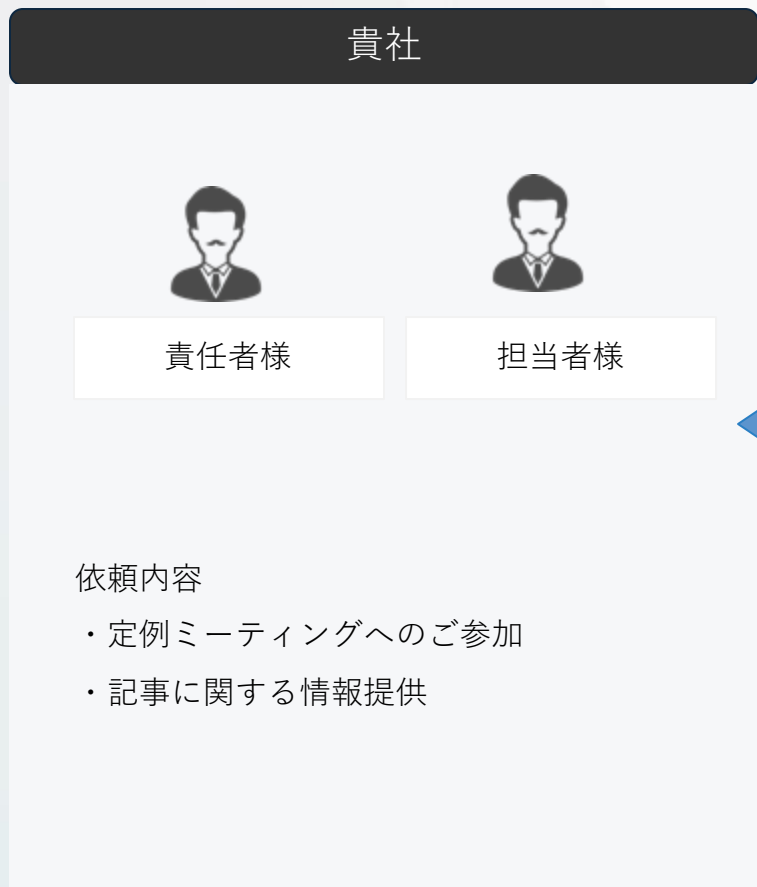 貴社
責任者様
担当者様
依頼内容
・定例ミーティングへのご参加
・記事に関する情報提供